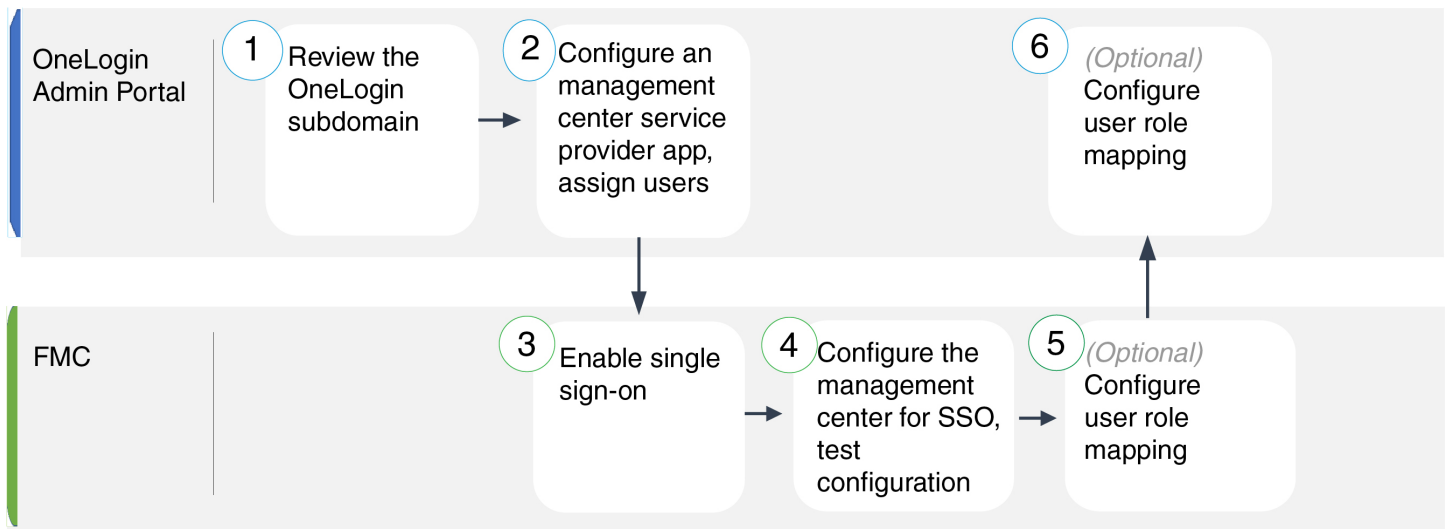 OneLogin
Admin Portal
1
Review the
OneLogin
subdomain
2
Configure an
management
center service
provider app,
assign users
6
(Optional)
Configure
user role
mapping
FMC
3
Enable single
sign-on
4
Configure the
management
center for SSO,
test
configuration
5
(Optional)
Configure
user role
mapping